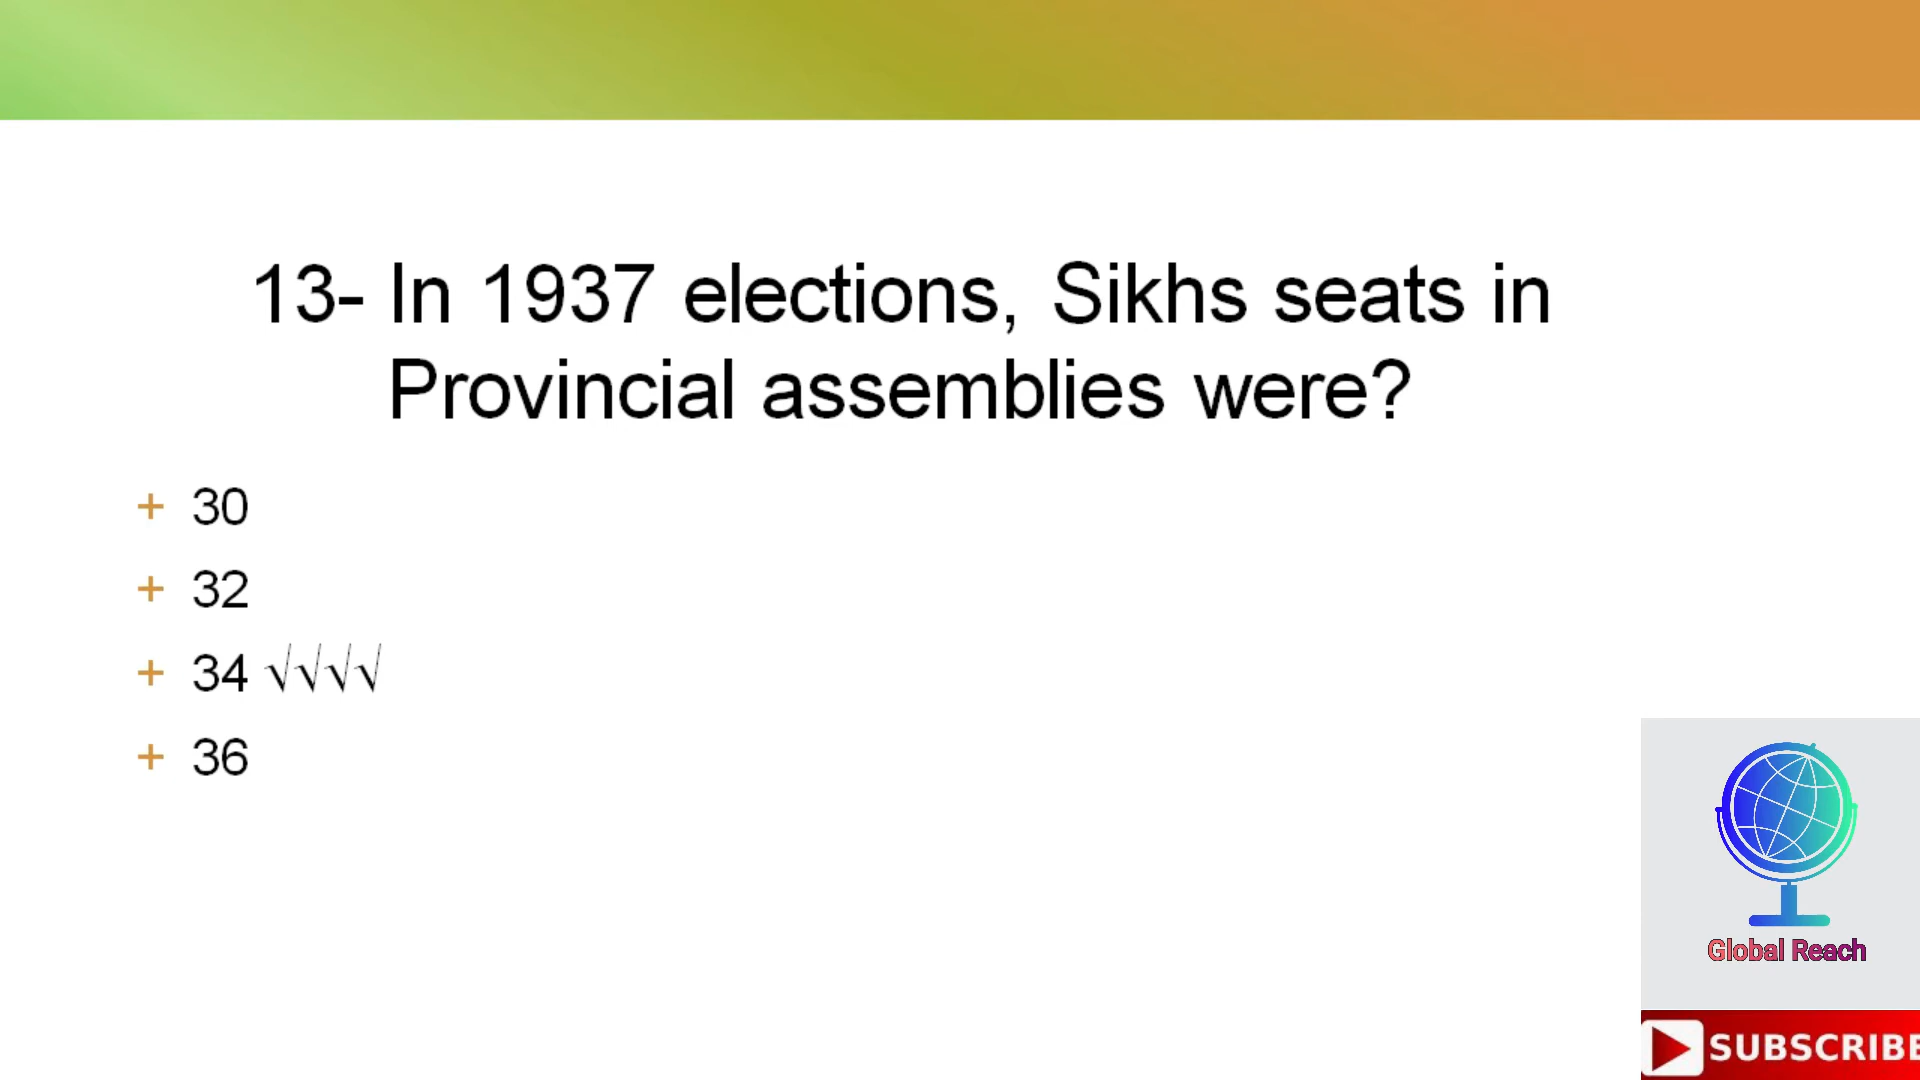 13- In 1937 elections, Sikhs seats in
Provincial assemblies were?
+ 30
+ 32
+ 34 √√√√
+ 36
Global Reach
SUBSCRIBE